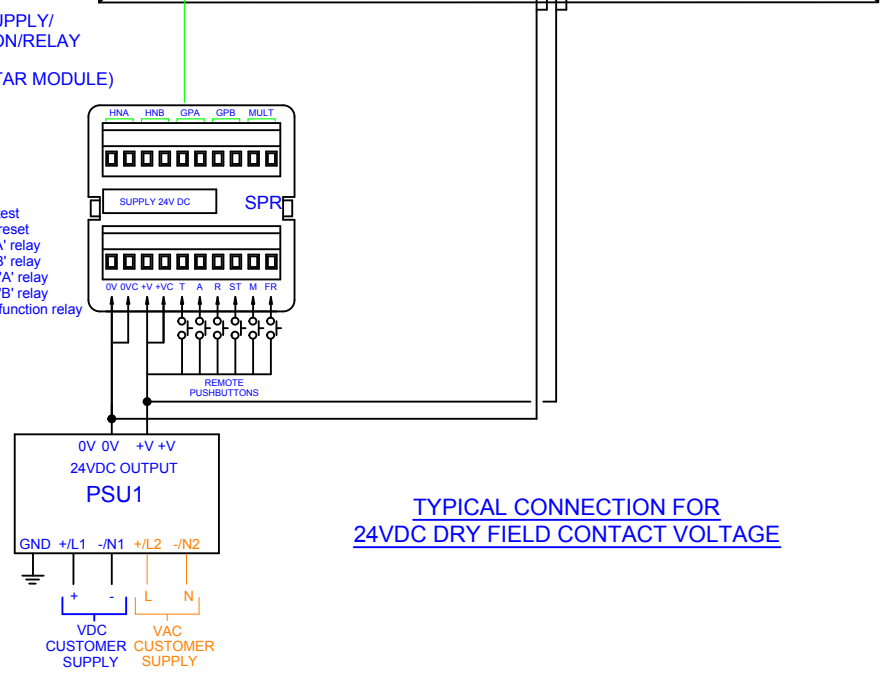 UPPLY/
ON/RELAY
TAR MODULE)
HNA HNB GPA GPB MULT
SUPPLY 24V DC
SPR
test
reset
A' relay
B' relay
'A' relay
'B' relay
function relay
0V 0VC +V +VC T A R ST M FR
REMOTE
PUSHBUTTONS
0V 0V +V +V
24VDC OUTPUT
PSU1
GND +/L1 -/N1 +/L2 -/N2
+ - L N
VDC
CUSTOMER
SUPPLY
VAC
CUSTOMER
SUPPLY
TYPICAL CONNECTION FOR
24VDC DRY FIELD CONTACT VOLTAGE